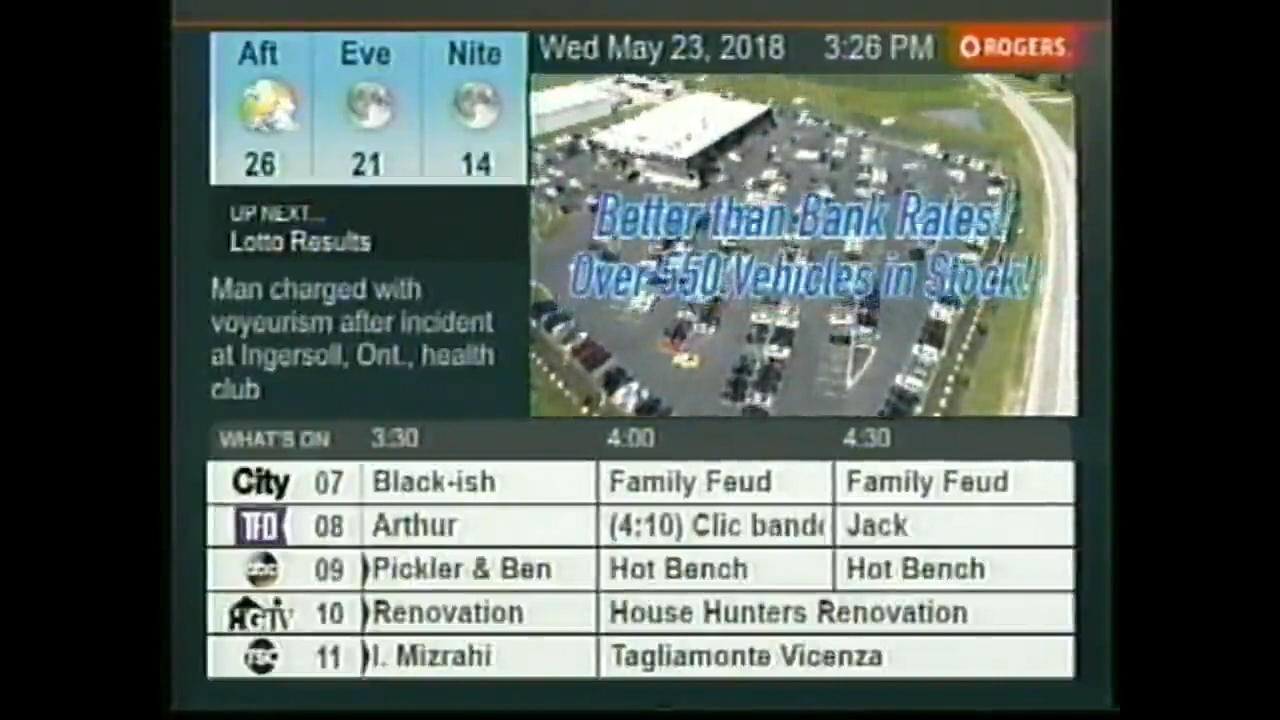 Aft Eve Nite
26 21 14
Wed May 23, 2018 3:26 PM ROGERS
Better than Bank Rates!
Over 550 Vehicles in Stock!
UP NEXT...
Lotto Results
Man charged with
voyeurism after incident
at Ingersoll, Ont., health
club
WHAT'S ON 3:30 4:00 4:30
City 07 Black-ish Family Feud Family Feud
TFO 08 Arthur (4:10) Clic band Jack
abc 09 Pickler & Ben Hot Bench Hot Bench
HGTV 10 Renovation House Hunters Renovation
TSC 11 I. Mizrahi Tagliamonte Vicenza